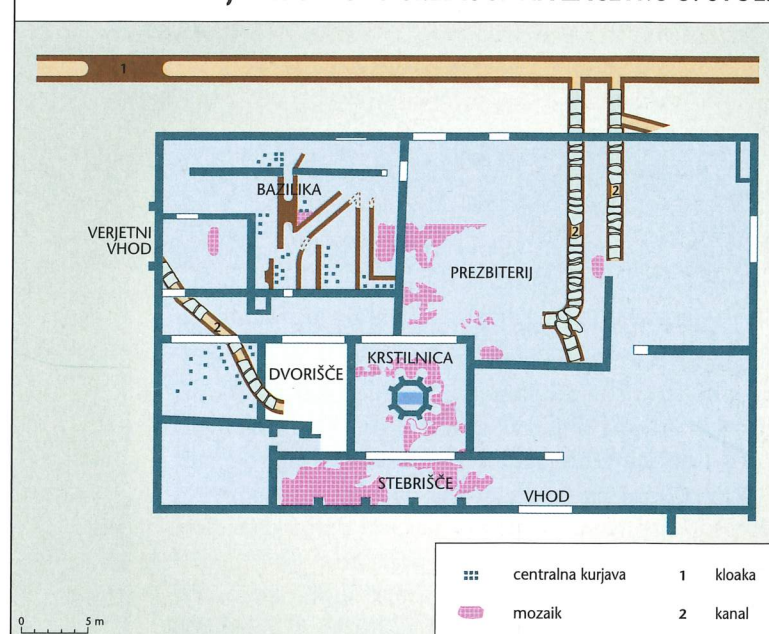 1
BAZILIKA
2
VERJETNI
VHOD
2
PREZBITERIJ
2
DVORIŠČE
KRSTILNICA
STEBRIŠČE
VHOD
centralna kurjava
1 kloaka
mozaik
2 kanal
0 5 m